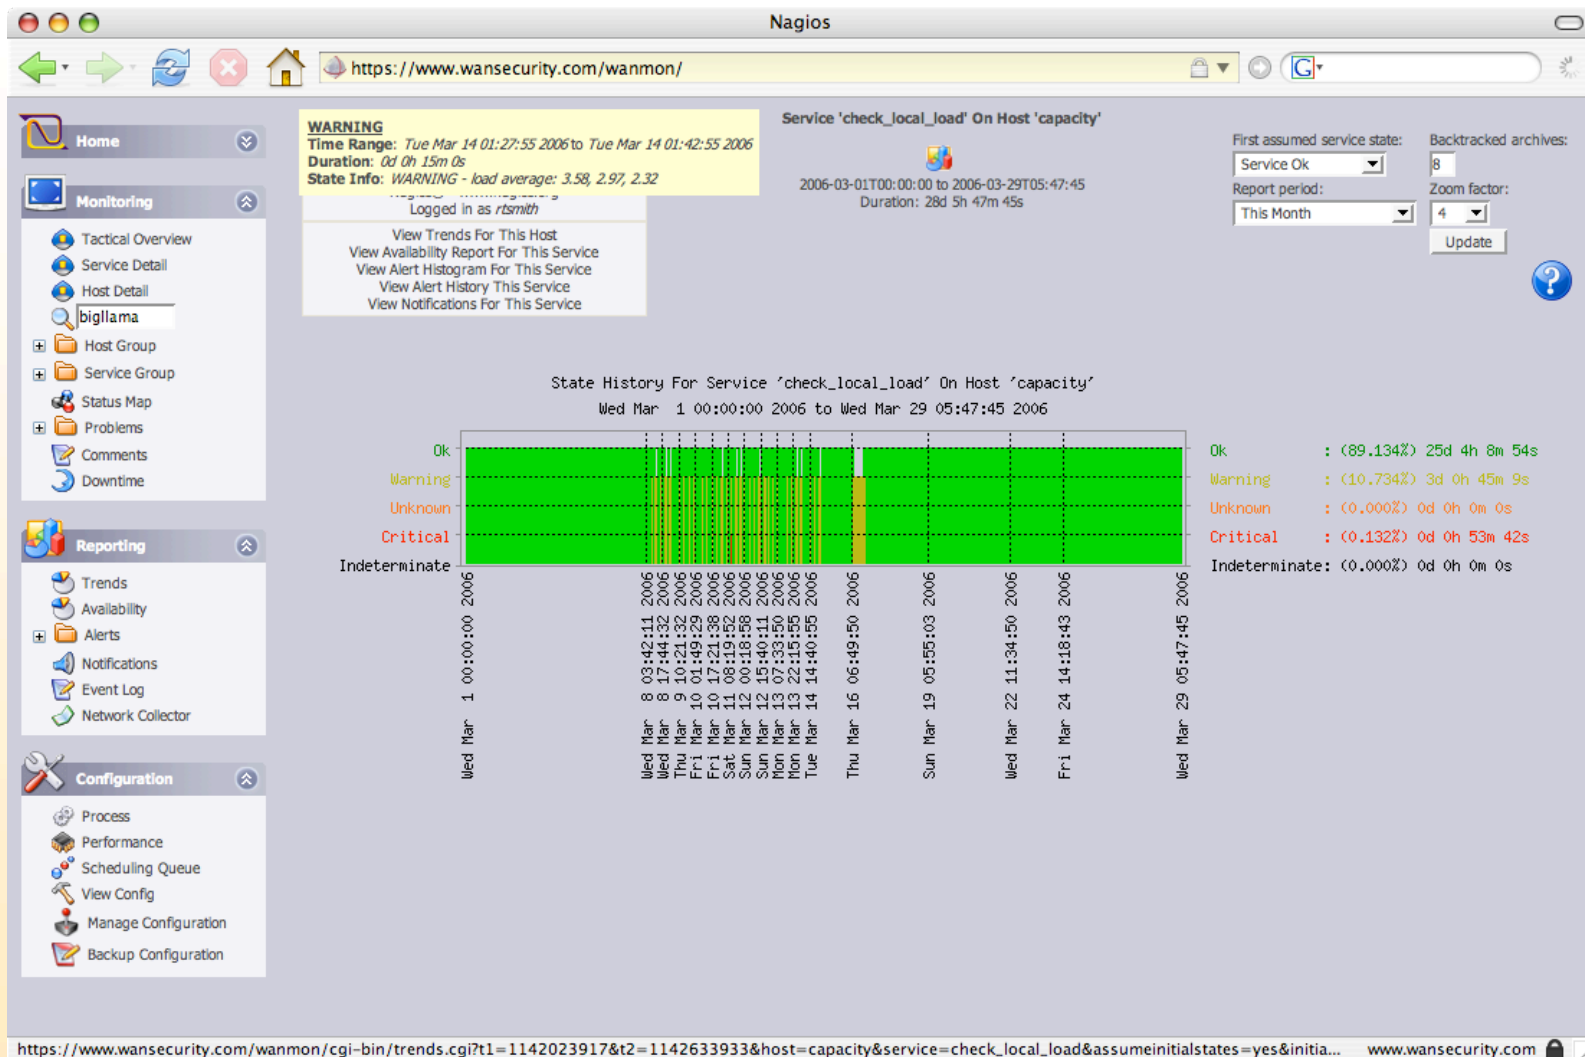 Nagios
https://www.wansecurity.com/wanmon/
G
Home
Monitoring
Tactical Overview
Service Detail
Host Detail
bigllama
Host Group
Service Group
Status Map
Problems
Comments
Downtime
Reporting
Trends
Availability
Alerts
Notifications
Event Log
Network Collector
Configuration
Process
Performance
Scheduling Queue
View Config
Manage Configuration
Backup Configuration
WARNING
Time Range: Tue Mar 14 01:27:55 2006 to Tue Mar 14 01:42:55 2006
Duration: 0d 0h 15m 0s
State Info: WARNING - load average: 3.58, 2.97, 2.32
Logged in as rtsmith
View Trends For This Host
View Availability Report For This Service
View Alert Histogram For This Service
View Alert History This Service
View Notifications For This Service
Service 'check_local_load' On Host 'capacity'
2006-03-01T00:00:00 to 2006-03-29T05:47:45
Duration: 28d 5h 47m 45s
First assumed service state:
Service Ok
Report period:
This Month
Backtracked archives:
8
Zoom factor:
4
Update
?
State History For Service 'check_local_load' On Host 'capacity'
Wed Mar 1 00:00:00 2006 to Wed Mar 29 05:47:45 2006
Ok
Warning
Unknown
Critical
Indeterminate
Ok : (89.134%) 25d 4h 8m 54s
Warning : (10.734%) 3d 0h 45m 9s
Unknown : (0.000%) 0d 0h 0m 0s
Critical : (0.132%) 0d 0h 53m 42s
Indeterminate: (0.000%) 0d 0h 0m 0s
Wed Mar 1 00:00:00 2006
Wed Mar 8 03:42:11 2006
Wed Mar 8 17:44:32 2006
Thu Mar 9 10:21:32 2006
Fri Mar 10 01:49:29 2006
Fri Mar 10 17:21:38 2006
Sat Mar 11 08:19:52 2006
Sun Mar 12 00:18:58 2006
Sun Mar 12 15:40:11 2006
Mon Mar 13 07:33:50 2006
Mon Mar 13 22:15:55 2006
Tue Mar 14 14:40:55 2006
Thu Mar 16 06:49:50 2006
Sun Mar 19 05:55:03 2006
Wed Mar 22 11:34:50 2006
Fri Mar 24 14:18:43 2006
Wed Mar 29 05:47:45 2006
https://www.wansecurity.com/wanmon/cgi-bin/trends.cgi?t1=1142023917&t2=1142633933&host=capacity&service=check_local_load&assumeinitialstates=yes&initia...
www.wansecurity.com